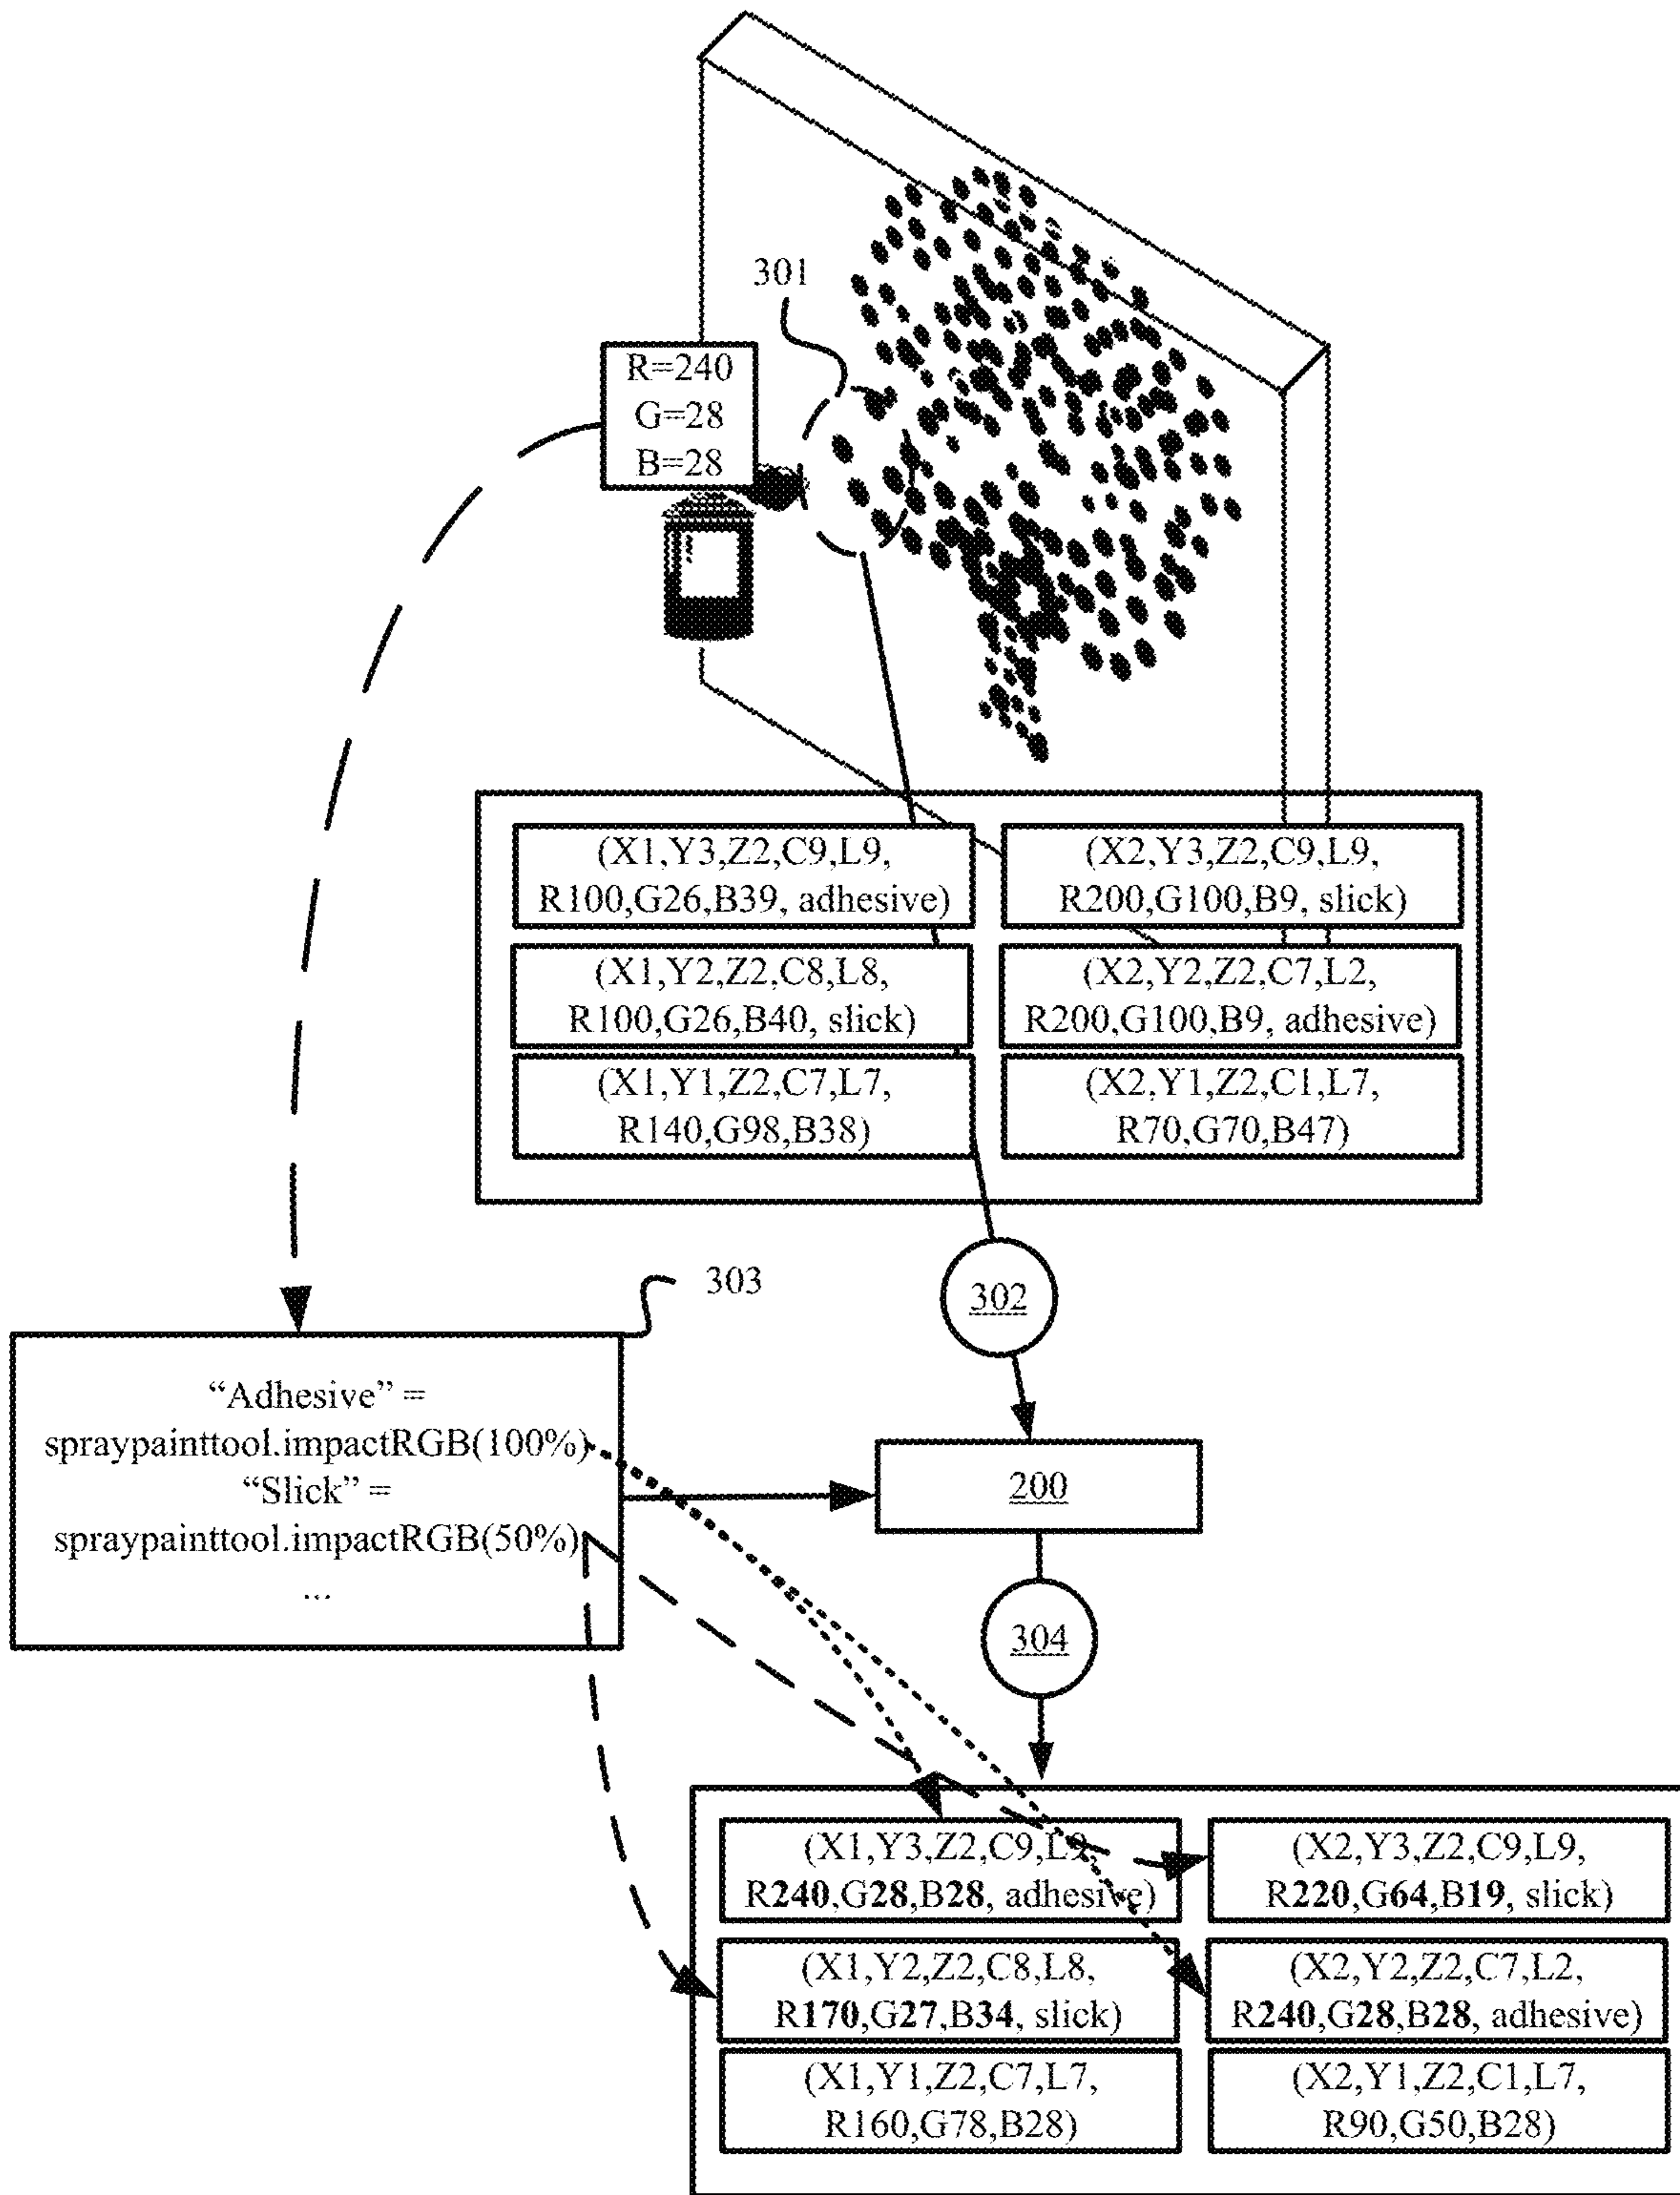 301
R=240
G=28
B=28
(X1,Y3,Z2,C9,L9,
R100,G26,B39, adhesive)
(X2,Y3,Z2,C9,L9,
R200,G100,B9, slick)
(X1,Y2,Z2,C8,L8,
R100,G26,B40, slick)
(X2,Y2,Z2,C7,L2,
R200,G100,B9, adhesive)
(X1,Y1,Z2,C7,L7,
R140,G98,B38)
(X2,Y1,Z2,C1,L7,
R70,G70,B47)
302
303
“Adhesive” =
spraypainttool.impactRGB(100%)
“Slick” =
spraypainttool.impactRGB(50%)
...
200
304
(X1,Y3,Z2,C9,L9,
R240,G28,B28, adhesive)
(X2,Y3,Z2,C9,L9,
R220,G64,B19, slick)
(X1,Y2,Z2,C8,L8,
R170,G27,B34, slick)
(X2,Y2,Z2,C7,L2,
R240,G28,B28, adhesive)
(X1,Y1,Z2,C7,L7,
R160,G78,B28)
(X2,Y1,Z2,C1,L7,
R90,G50,B28)